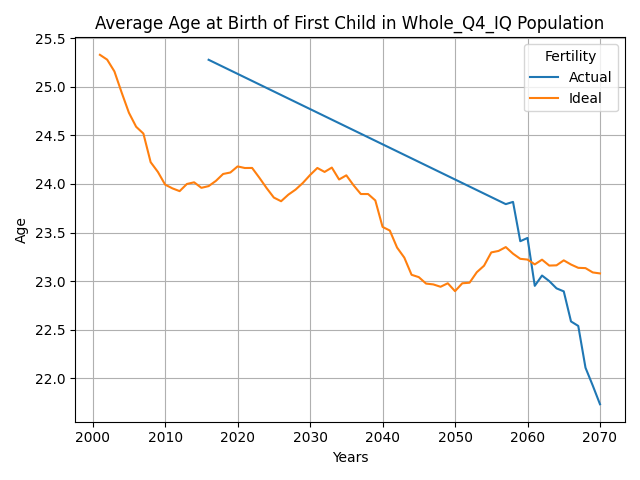 Average Age at Birth of First Child in Whole_Q4_IQ Population
25.5
25.0
24.5
24.0
23.5
23.0
22.5
22.0
Age
Fertility
Actual
Ideal
2000 2010 2020 2030 2040 2050 2060 2070
Years